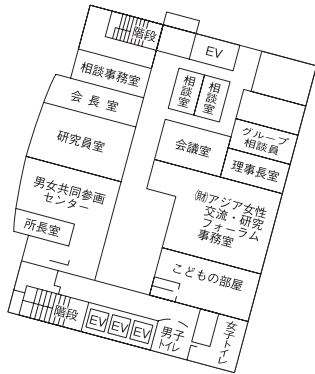 階段
EV
相談事務室
相談室
相談室
会長室
グループ
相談員
研究員室
会議室
理事長室
男女共同参画
センター
㈶アジア女性
交流・研究
フォーラム
事務室
所長室
こどもの部屋
階段
EV
EV
EV
男子
トイレ
女子トイレ